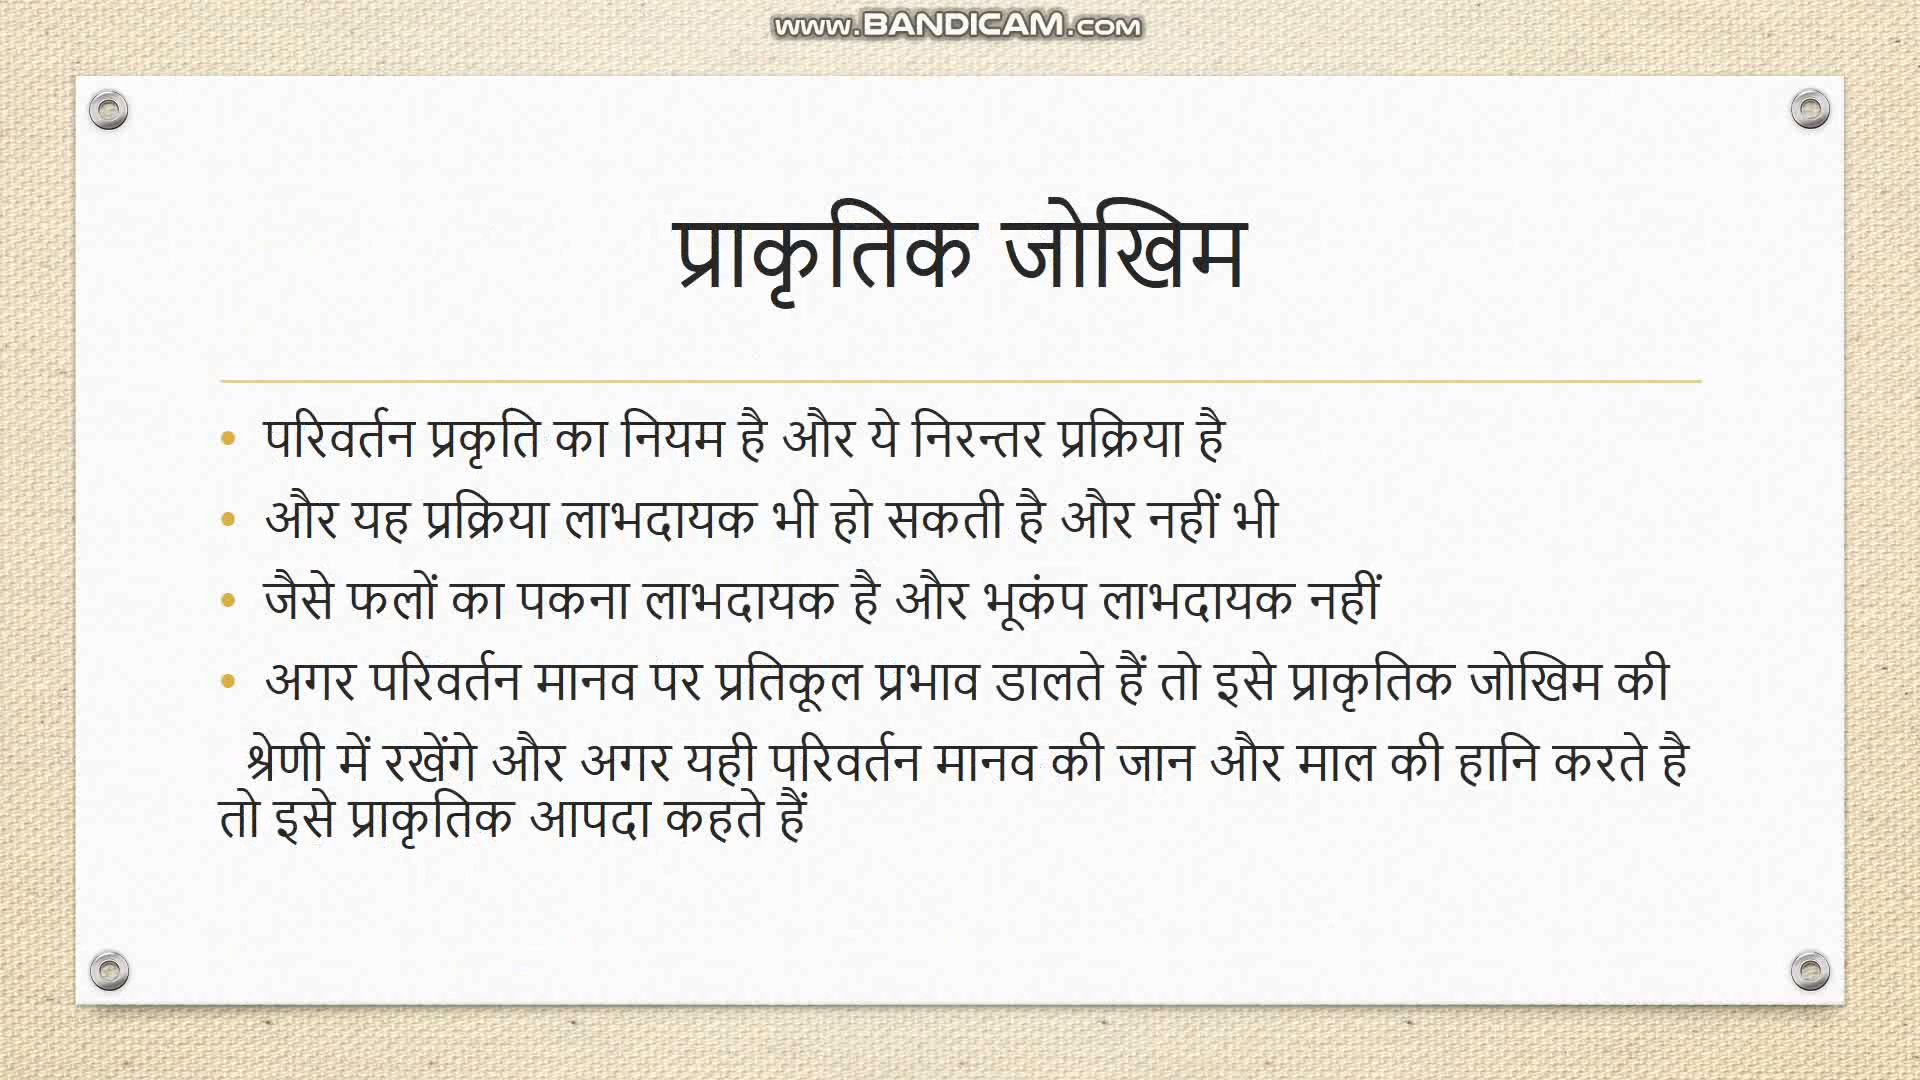 www.BANDICAM.com
प्राकृतिक जोखिम
• परिवर्तन प्रकृति का नियम है और ये निरन्तर प्रक्रिया है
• और यह प्रक्रिया लाभदायक भी हो सकती है और नहीं भी
• जैसे फलों का पकना लाभदायक है और भूकंप लाभदायक नहीं
• अगर परिवर्तन मानव पर प्रतिकूल प्रभाव डालते हैं तो इसे प्राकृतिक जोखिम की
श्रेणी में रखेंगे और अगर यही परिवर्तन मानव की जान और माल की हानि करते है
तो इसे प्राकृतिक आपदा कहते हैं